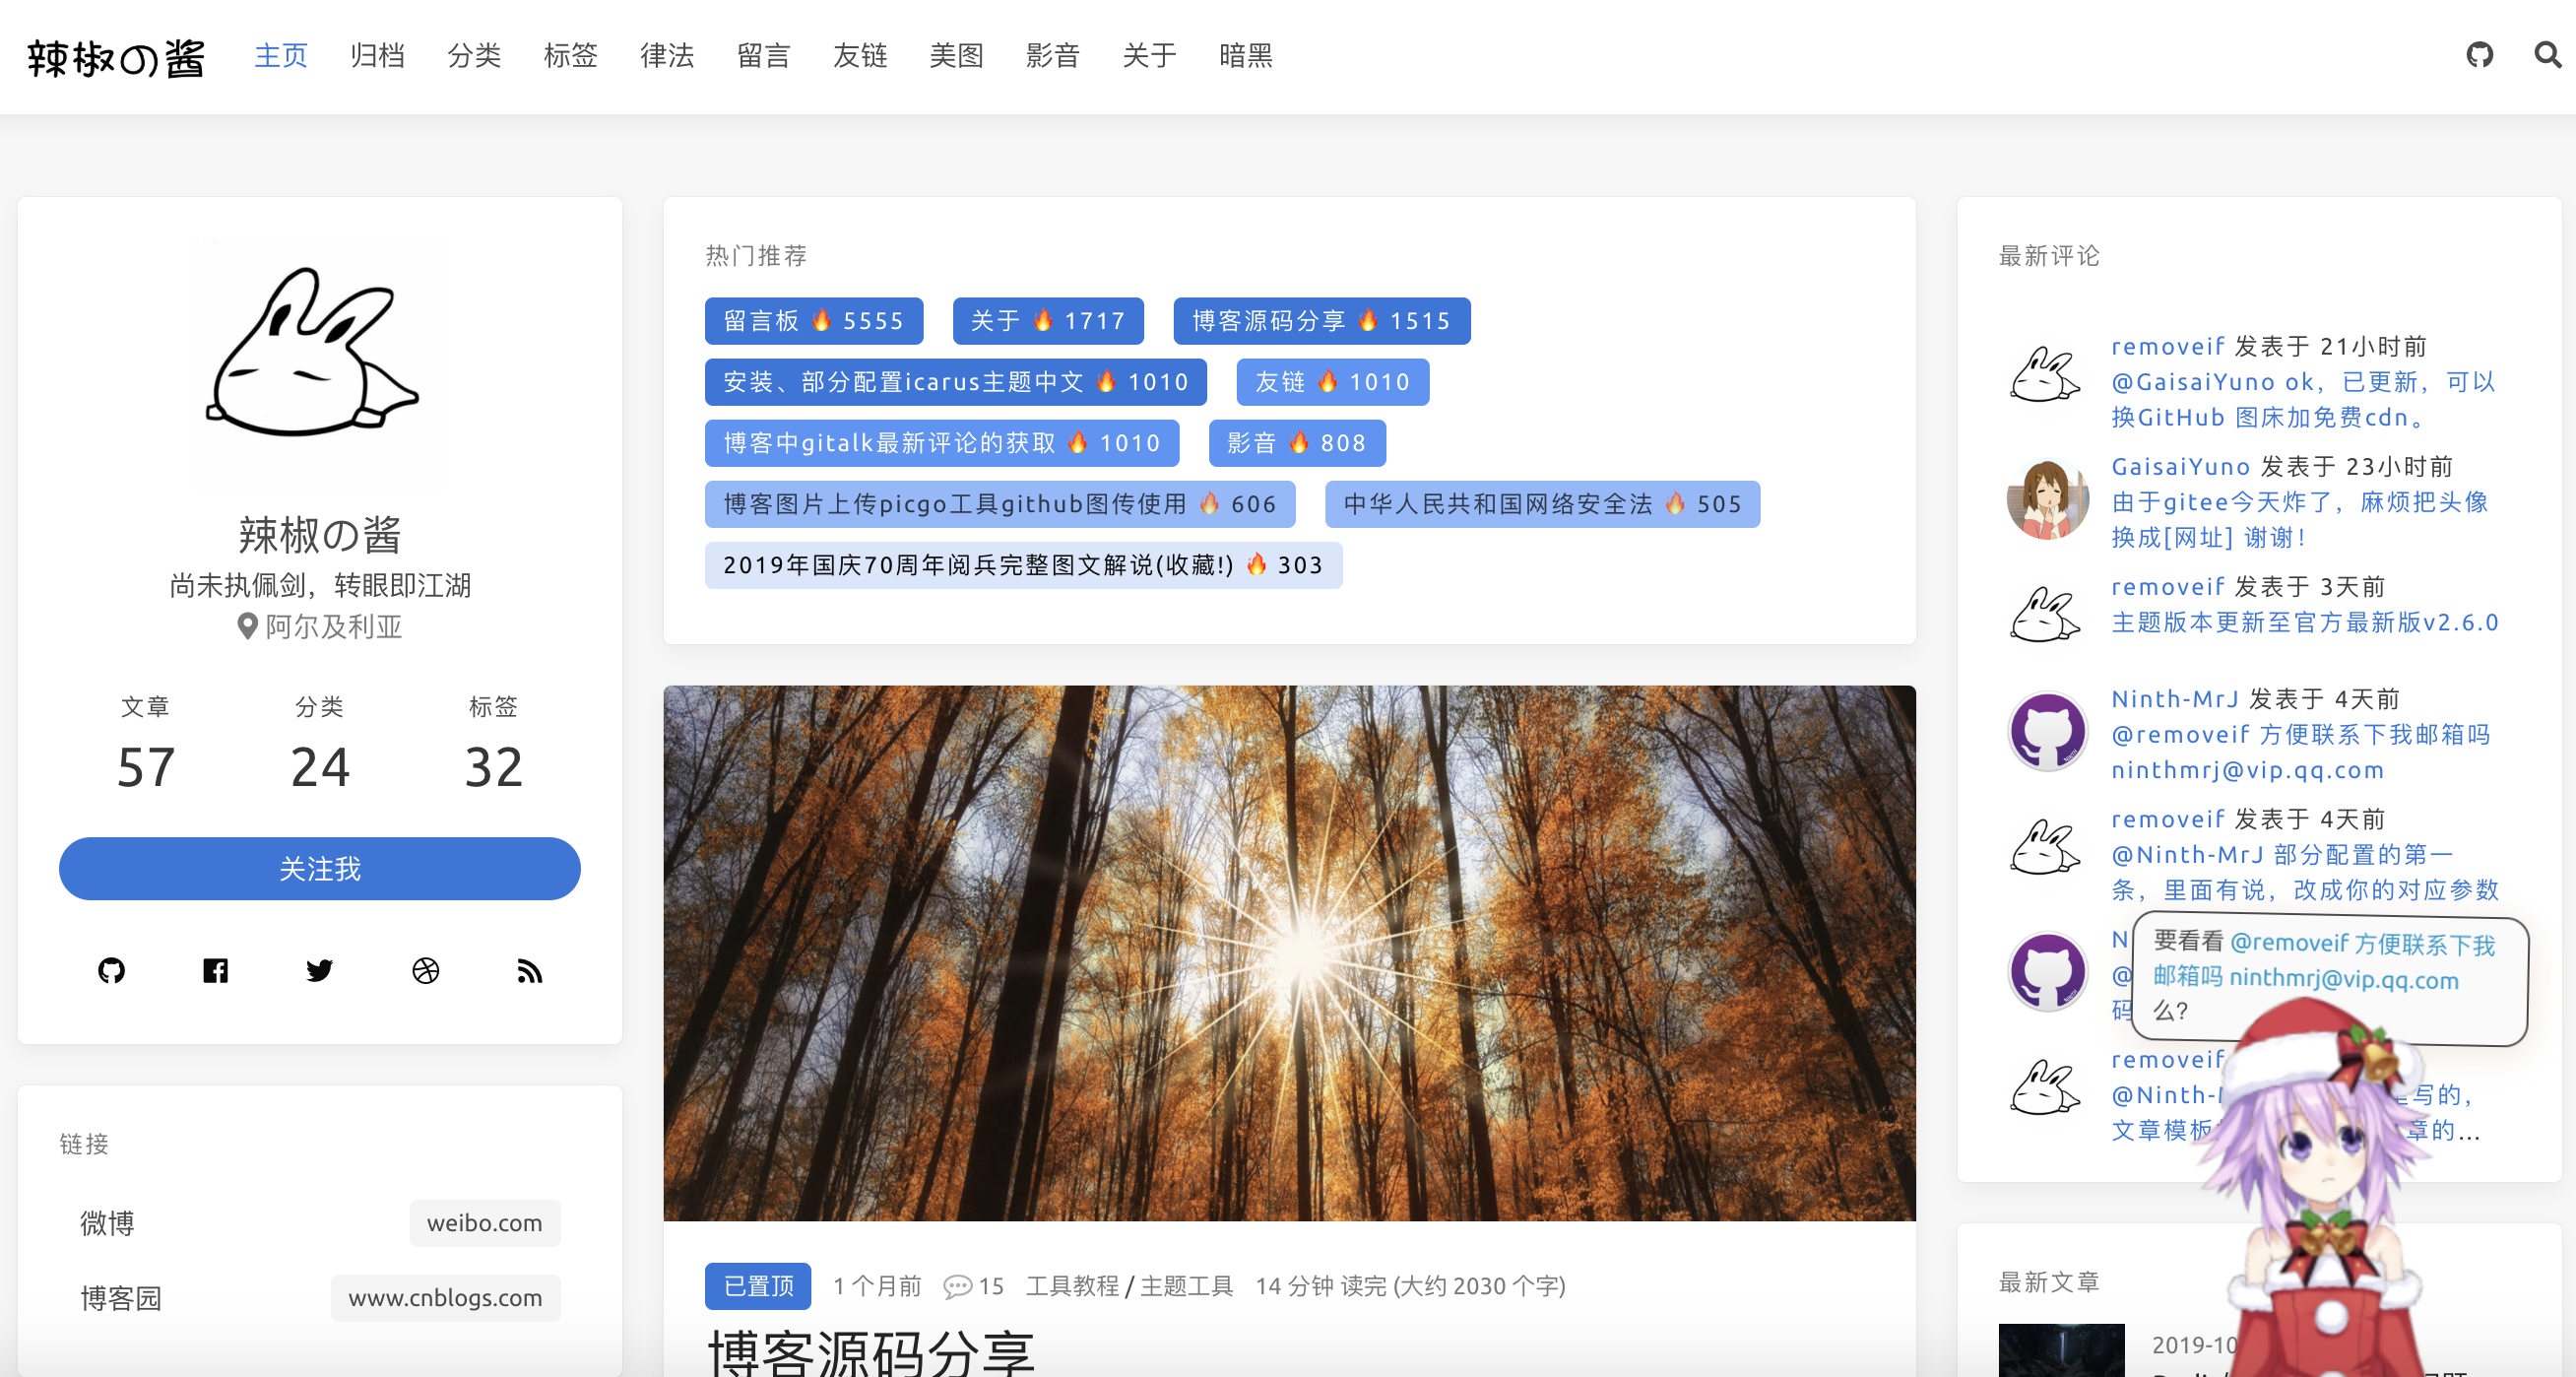 辣椒の酱 主页 归档 分类 标签 律法 留言 友链 美图 影音 关于 暗黑
辣椒の酱
尚未执佩剑，转眼即江湖
阿尔及利亚
文章 分类 标签
57 24 32
关注我
链接
微博 weibo.com
博客园 www.cnblogs.com
热门推荐
留言板 🔥 5555 关于 🔥 1717 博客源码分享 🔥 1515
安装、部分配置icarus主题中文 🔥 1010 友链 🔥 1010
博客中gitalk最新评论的获取 🔥 1010 影音 🔥 808
博客图片上传picgo工具github图传使用 🔥 606 中华人民共和国网络安全法 🔥 505
2019年国庆70周年阅兵完整图文解说(收藏!) 🔥 303
已置顶 1 个月前 15 工具教程 / 主题工具 14 分钟 读完 (大约 2030 个字)
博客源码分享
最新评论
removeif 发表于 21小时前
@GaisaiYuno ok，已更新，可以
换GitHub 图床加免费cdn。
GaisaiYuno 发表于 23小时前
由于gitee今天炸了，麻烦把头像
换成[网址] 谢谢！
removeif 发表于 3天前
主题版本更新至官方最新版v2.6.0
Ninth-MrJ 发表于 4天前
@removeif 方便联系下我邮箱吗
ninthmrj@vip.qq.com
removeif 发表于 4天前
@Ninth-MrJ 部分配置的第一
条，里面有说，改成你的对应参数
N
@
码
要看看 @removeif 方便联系下我
邮箱吗 ninthmrj@vip.qq.com
么?
removeif
@Ninth- 写的，
文章模板 章的...
最新文章
2019-10